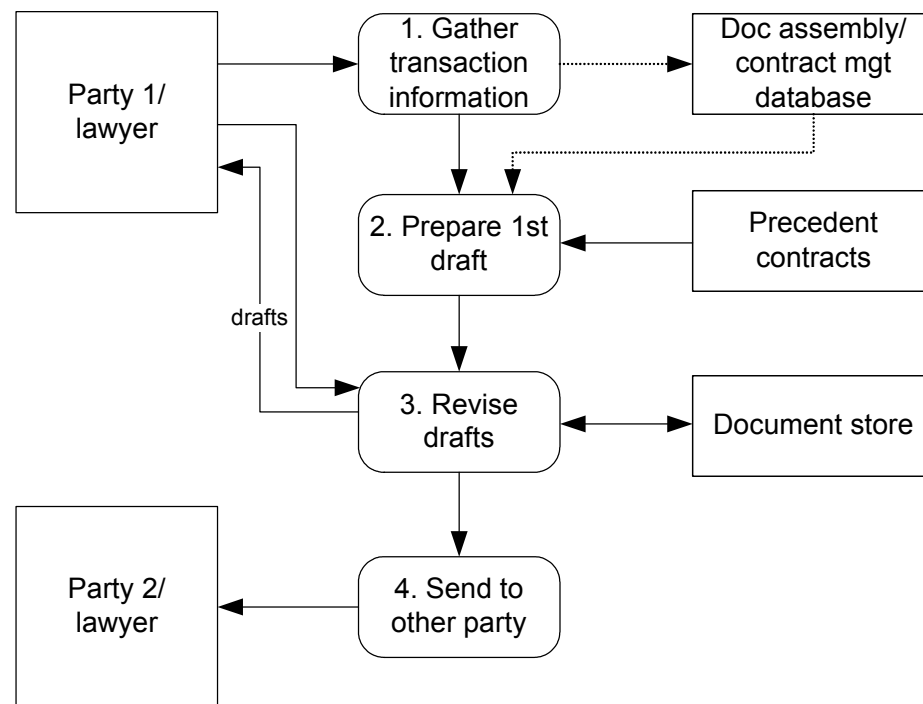 Party 1/
lawyer
1. Gather
transaction
information
Doc assembly/
contract mgt
database
2. Prepare 1st
draft
Precedent
contracts
drafts
3. Revise
drafts
Document store
Party 2/
lawyer
4. Send to
other party